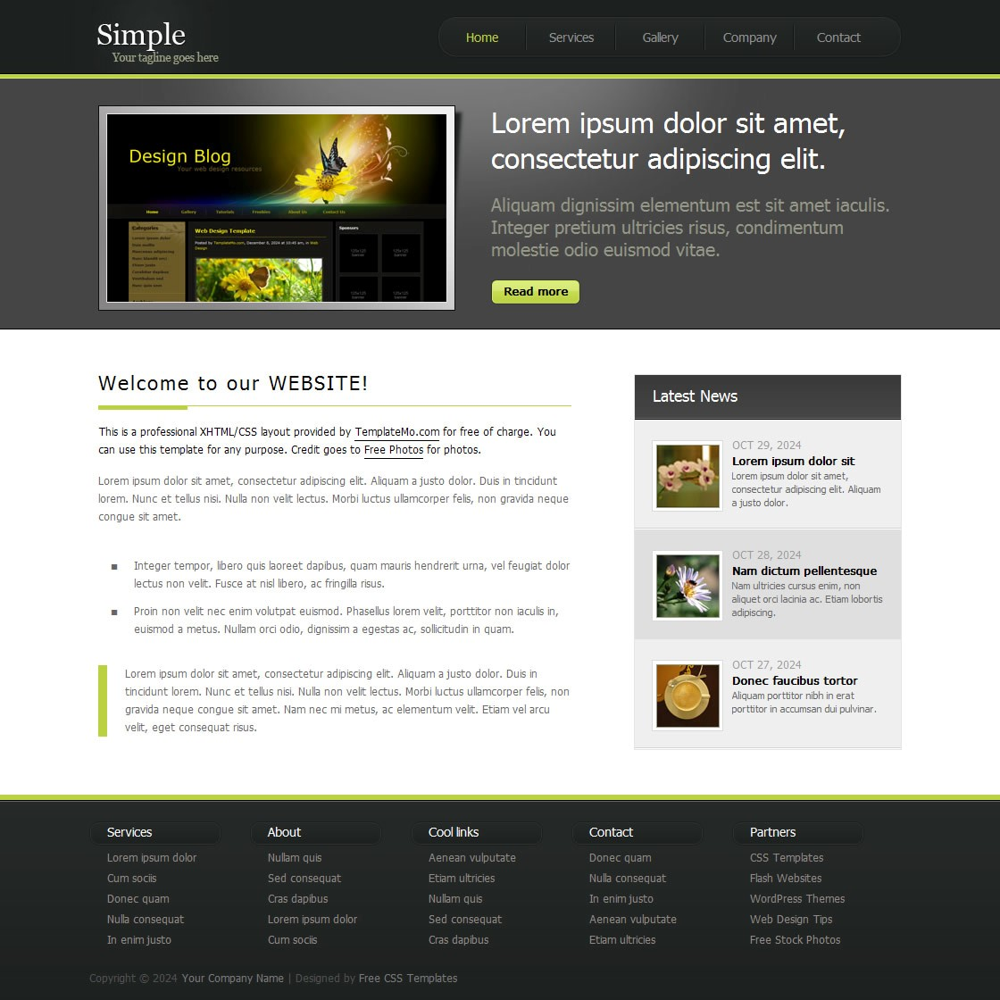 Simple
Your tagline goes here
Home
Services
Gallery
Company
Contact
Design Blog
Your web design resources
Home
Gallery
Tutorials
Freebies
About Us
Contact Us
Categories
Web Design Template
Posted by TemplateMo.com, December 8, 2024 at 10:45 am, in Web
Design
Sponsors
125x125
banner
125x125
banner
125x125
banner
125x125
banner
Lorem ipsum dolor sit amet,
consectetur adipiscing elit.
Aliquam dignissim elementum est sit amet iaculis.
Integer pretium ultricies risus, condimentum
molestie odio euismod vitae.
Read more
Welcome to our WEBSITE!
This is a professional XHTML/CSS layout provided by TemplateMo.com for free of charge. You
can use this template for any purpose. Credit goes to Free Photos for photos.
Lorem ipsum dolor sit amet, consectetur adipiscing elit. Aliquam a justo dolor. Duis in tincidunt
lorem. Nunc et tellus nisi. Nulla non velit lectus. Morbi luctus ullamcorper felis, non gravida neque
congue sit amet.
Integer tempor, libero quis laoreet dapibus, quam mauris hendrerit urna, vel feugiat dolor
lectus non velit. Fusce at nisl libero, ac fringilla risus.
Proin non velit nec enim volutpat euismod. Phasellus lorem velit, porttitor non iaculis in,
euismod a metus. Nullam orci odio, dignissim a egestas ac, sollicitudin in quam.
Lorem ipsum dolor sit amet, consectetur adipiscing elit. Aliquam a justo dolor. Duis in
tincidunt lorem. Nunc et tellus nisi. Nulla non velit lectus. Morbi luctus ullamcorper felis, non
gravida neque congue sit amet. Nam nec mi metus, ac elementum velit. Etiam vel arcu
velit, eget consequat risus.
Latest News
OCT 29, 2024
Lorem ipsum dolor sit
Lorem ipsum dolor sit amet,
consectetur adipiscing elit. Aliquam
a justo dolor.
OCT 28, 2024
Nam dictum pellentesque
Nam ultricies cursus enim, non
aliquet orci lacinia ac. Etiam lobortis
adipiscing.
OCT 27, 2024
Donec faucibus tortor
Aliquam porttitor nibh in erat
porttitor in accumsan dui pulvinar.
Services
Lorem ipsum dolor
Cum sociis
Donec quam
Nulla consequat
In enim justo
About
Nullam quis
Sed consequat
Cras dapibus
Lorem ipsum dolor
Cum sociis
Cool links
Aenean vulputate
Etiam ultricies
Nullam quis
Sed consequat
Cras dapibus
Contact
Donec quam
Nulla consequat
In enim justo
Aenean vulputate
Etiam ultricies
Partners
CSS Templates
Flash Websites
WordPress Themes
Web Design Tips
Free Stock Photos
Copyright © 2024 Your Company Name | Designed by Free CSS Templates